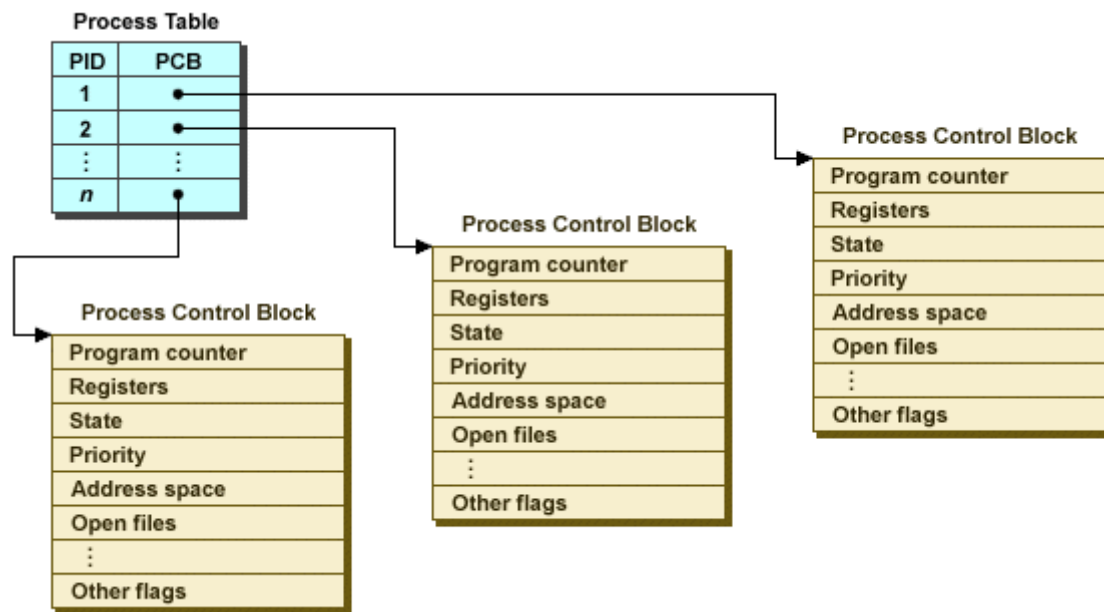 Process Table
PID PCB
1
2
⋮ ⋮
n
Process Control Block
Program counter
Registers
State
Priority
Address space
Open files
⋮
Other flags
Process Control Block
Program counter
Registers
State
Priority
Address space
Open files
⋮
Other flags
Process Control Block
Program counter
Registers
State
Priority
Address space
Open files
⋮
Other flags